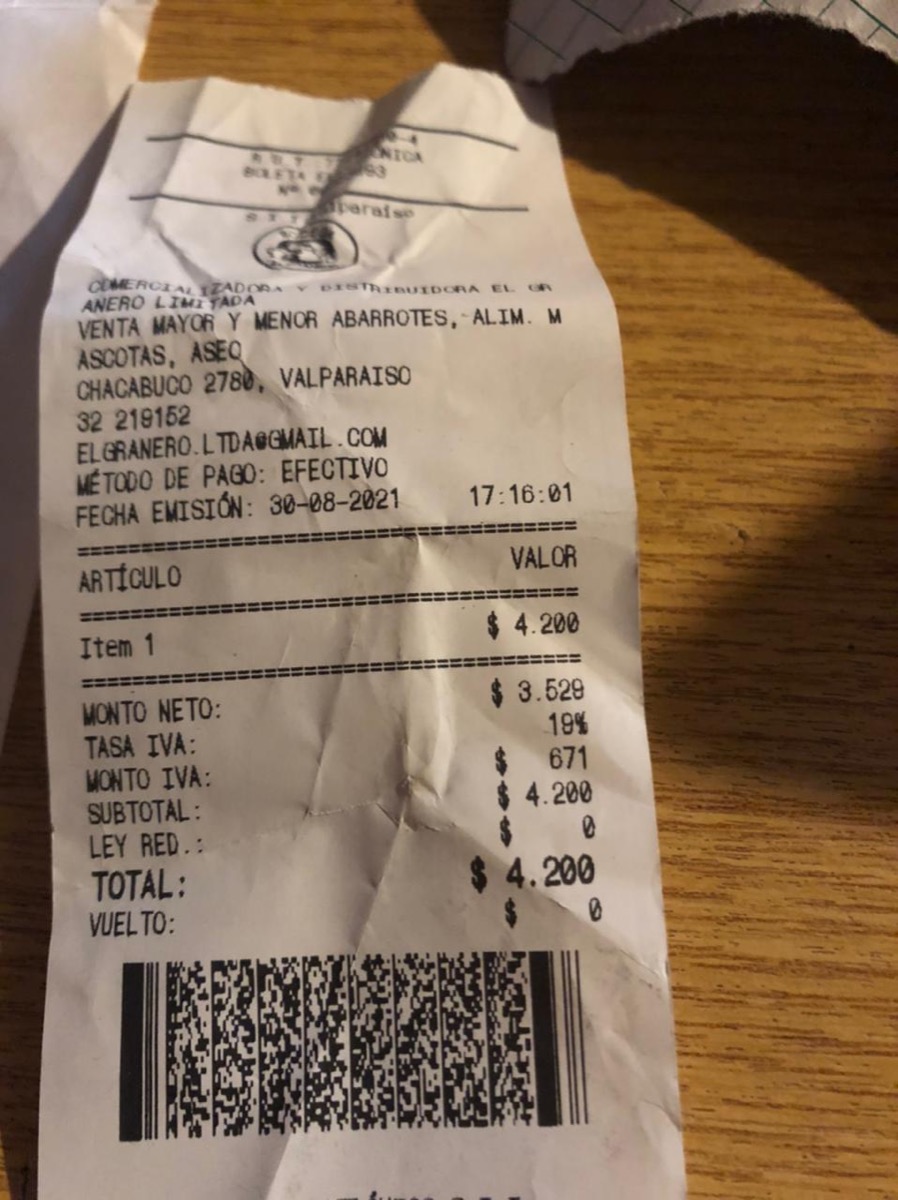 BOLETA
Valparaiso
COMERCIALIZADORA Y DISTRIBUIDORA EL GR
ANERO LIMITADA
VENTA MAYOR Y MENOR ABARROTES, ALIM. M
ASCOTAS, ASEO
CHACABUCO 2780, VALPARAISO
32 219152
ELGRANERO.LTDA@GMAIL.COM
MÉTODO DE PAGO: EFECTIVO
FECHA EMISIÓN: 30-08-2021 17:16:01
ARTÍCULO VALOR
Item 1 $ 4.200
MONTO NETO: $ 3.529
TASA IVA: 19%
MONTO IVA: $ 671
SUBTOTAL: $ 4.200
LEY RED.: $ 0
TOTAL: $ 4.200
VUELTO: $ 0